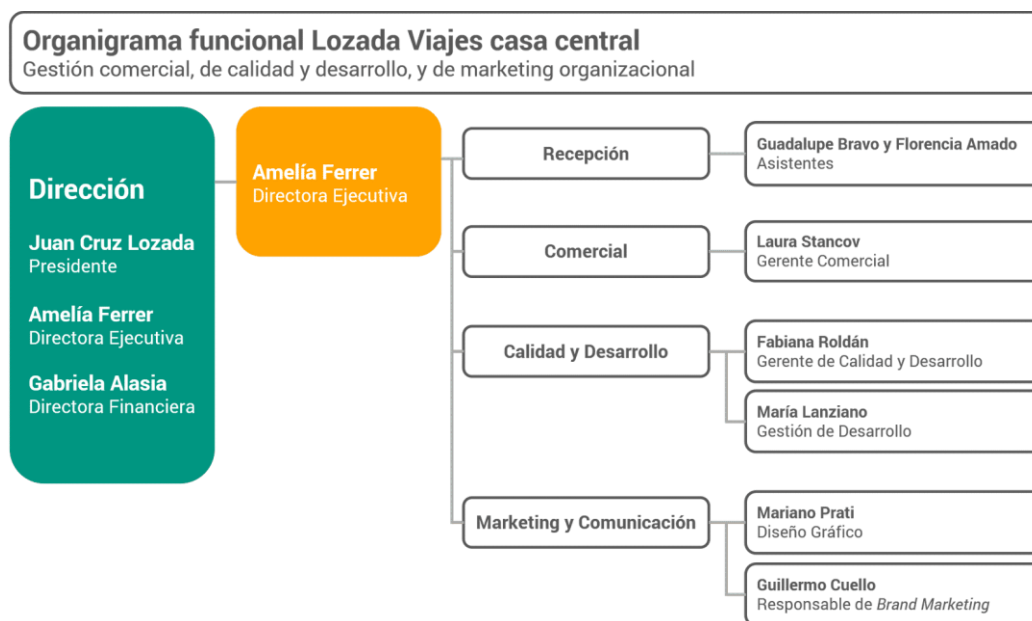 Organigrama funcional Lozada Viajes casa central
Gestión comercial, de calidad y desarrollo, y de marketing organizacional
Dirección
Juan Cruz Lozada
Presidente
Amelía Ferrer
Directora Ejecutiva
Gabriela Alasia
Directora Financiera
Amelía Ferrer
Directora Ejecutiva
Recepción
Guadalupe Bravo y Florencia Amado
Asistentes
Comercial
Laura Stancov
Gerente Comercial
Calidad y Desarrollo
Fabiana Roldán
Gerente de Calidad y Desarrollo
María Lanziano
Gestión de Desarrollo
Marketing y Comunicación
Mariano Prati
Diseño Gráfico
Guillermo Cuello
Responsable de Brand Marketing